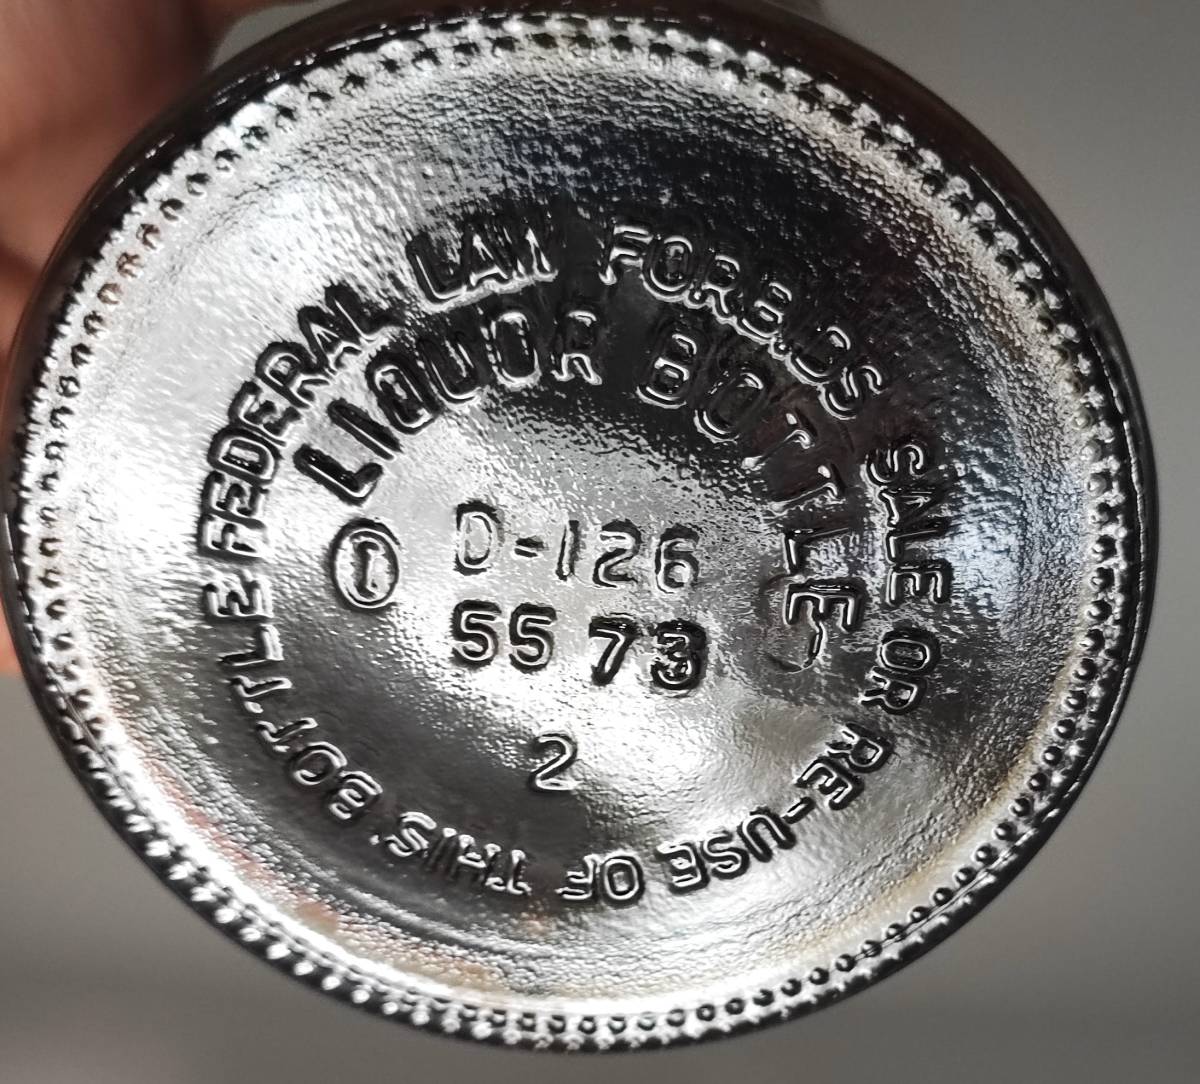 FEDERAL LAW FORBIDS SALE OR RE-USE OF THIS BOTTLE
LIQUOR BOTTLE
D-126
55 73
2